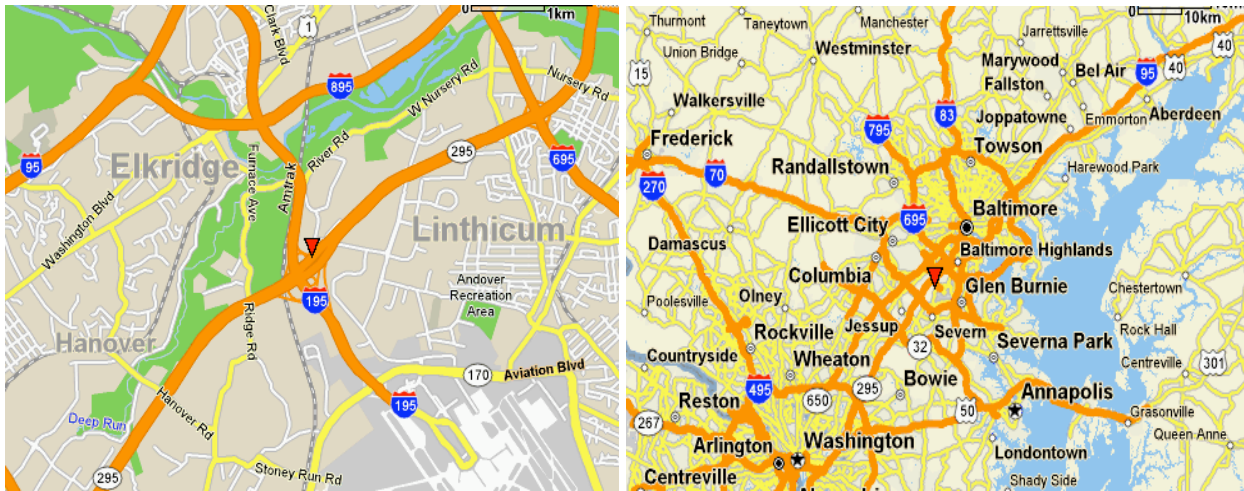 0
1km
Clark Blvd
1
895
Nursery Rd
W Nursery Rd
River Rd
295
695
95
Elkridge
Furnace Ave
Amtrak
Washington Blvd
Linthicum
Andover
Recreation
Area
195
Hanover
Ridge Rd
170
Aviation Blvd
Hanover Rd
195
Deep Run
Stoney Run Rd
295
0
10km
Thurmont
Taneytown
Manchester
Jarrettsville
40
Union Bridge
Westminster
Marywood
40
15
95
Bel Air
Fallston
Walkersville
83
Joppatowne
Emmorton
Aberdeen
795
Frederick
Towson
Randallstown
Harewood Park
70
270
Baltimore
695
Ellicott City
Damascus
Baltimore Highlands
Columbia
Glen Burnie
Chestertown
Poolesville
Olney
Jessup
Severn
Rock Hall
Rockville
32
Severna Park
Countryside
Wheaton
Centreville
301
295
Bowie
495
Annapolis
Reston
650
50
267
Grasonville
Queen Anne
Arlington
Washington
Londontown
Centreville
Shady Side